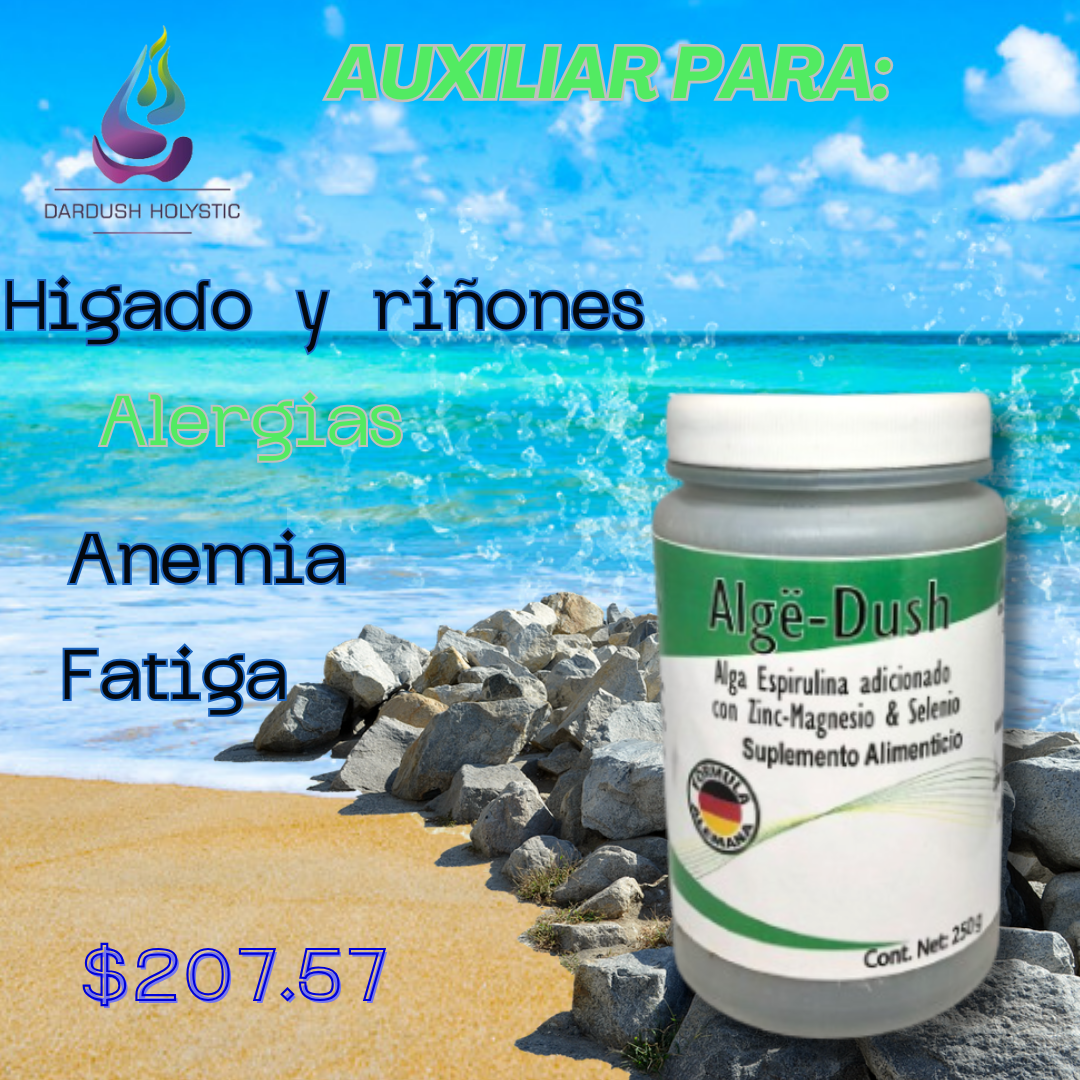 AUXILIAR PARA:
DARDUSH HOLYSTIC
Higado y riñones
Alergias
Anemia
Fatiga
$207.57
Algë-Dush
Alga Espirulina adicionado
con Zinc-Magnesio & Selenio
Suplemento Alimenticio
FORMULA
ALEMANA
Cont. Net: 250g